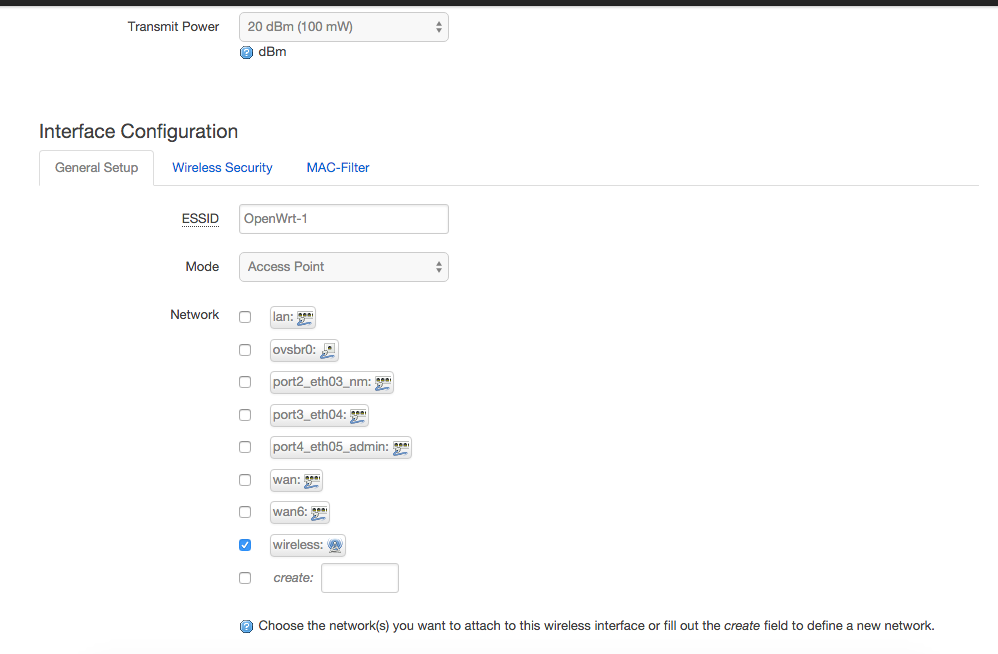 Transmit Power 20 dBm (100 mW)
dBm
Interface Configuration
General Setup Wireless Security MAC-Filter
ESSID OpenWrt-1
Mode Access Point
Network lan:
ovsbr0:
port2_eth03_nm:
port3_eth04:
port4_eth05_admin:
wan:
wan6:
wireless:
create:
Choose the network(s) you want to attach to this wireless interface or fill out the create field to define a new network.